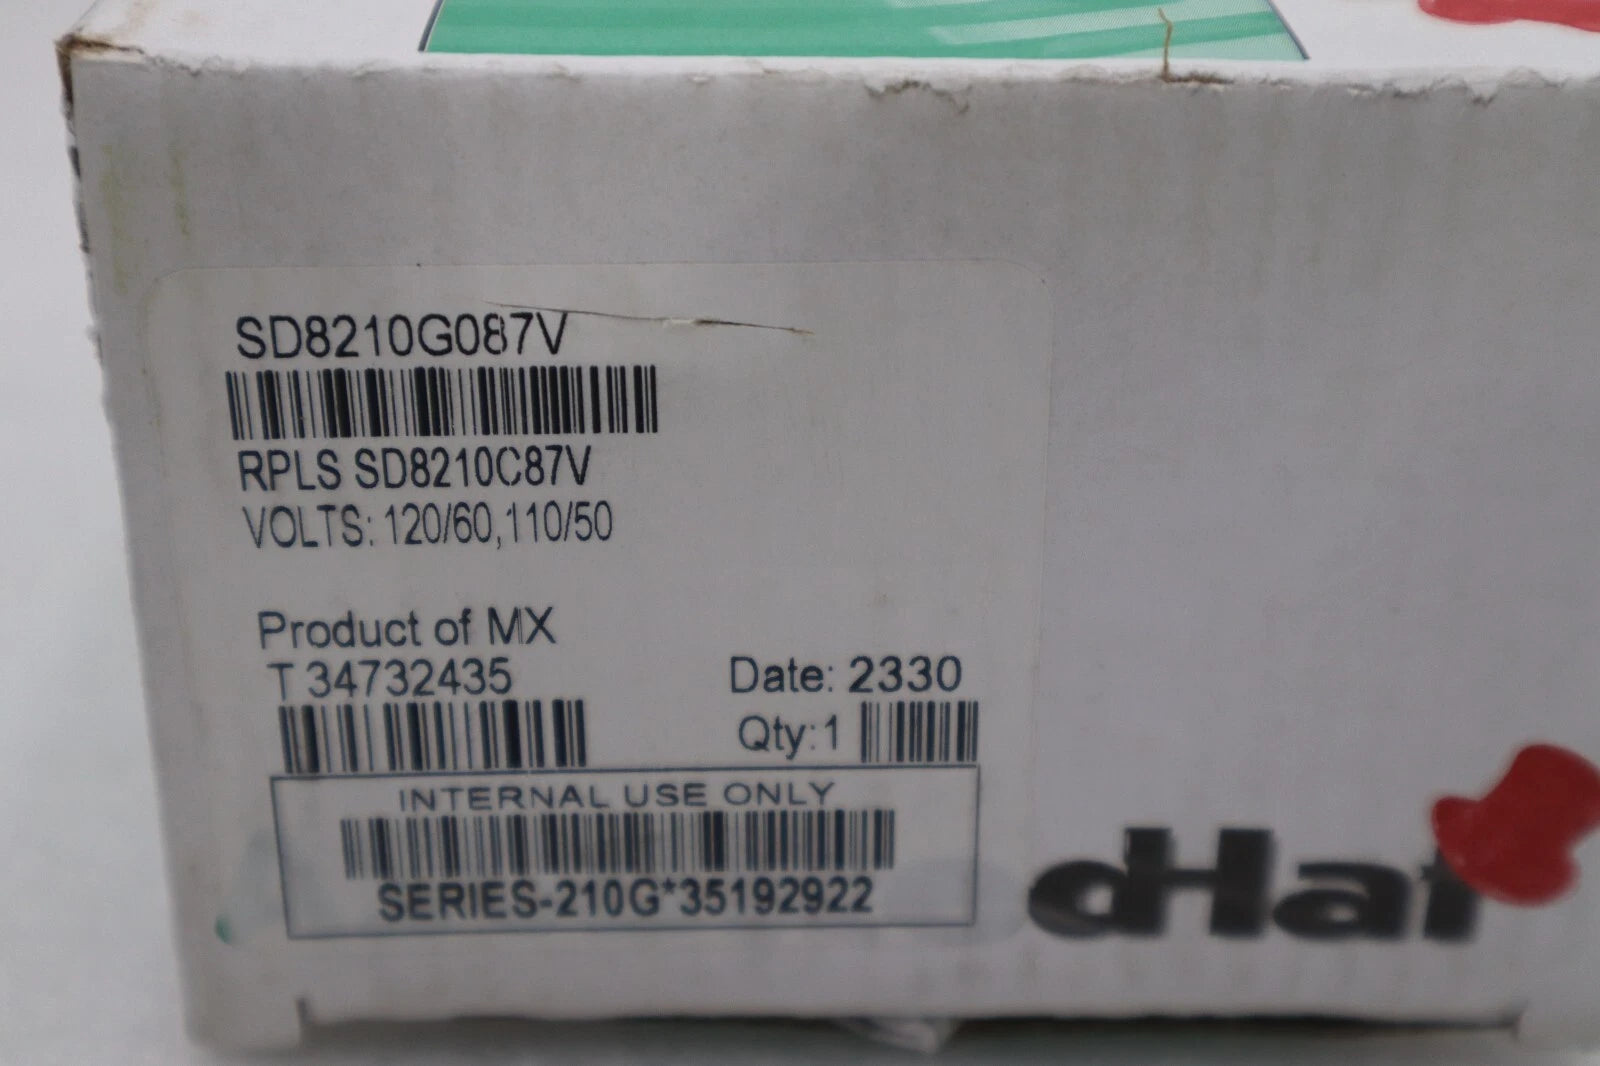 SD8210G087V
RPLS SD8210C87V
VOLTS: 120/60,110/50
Product of MX
T 34732435
Date: 2330
Qty: 1
INTERNAL USE ONLY
SERIES-210G*35192922
dHat